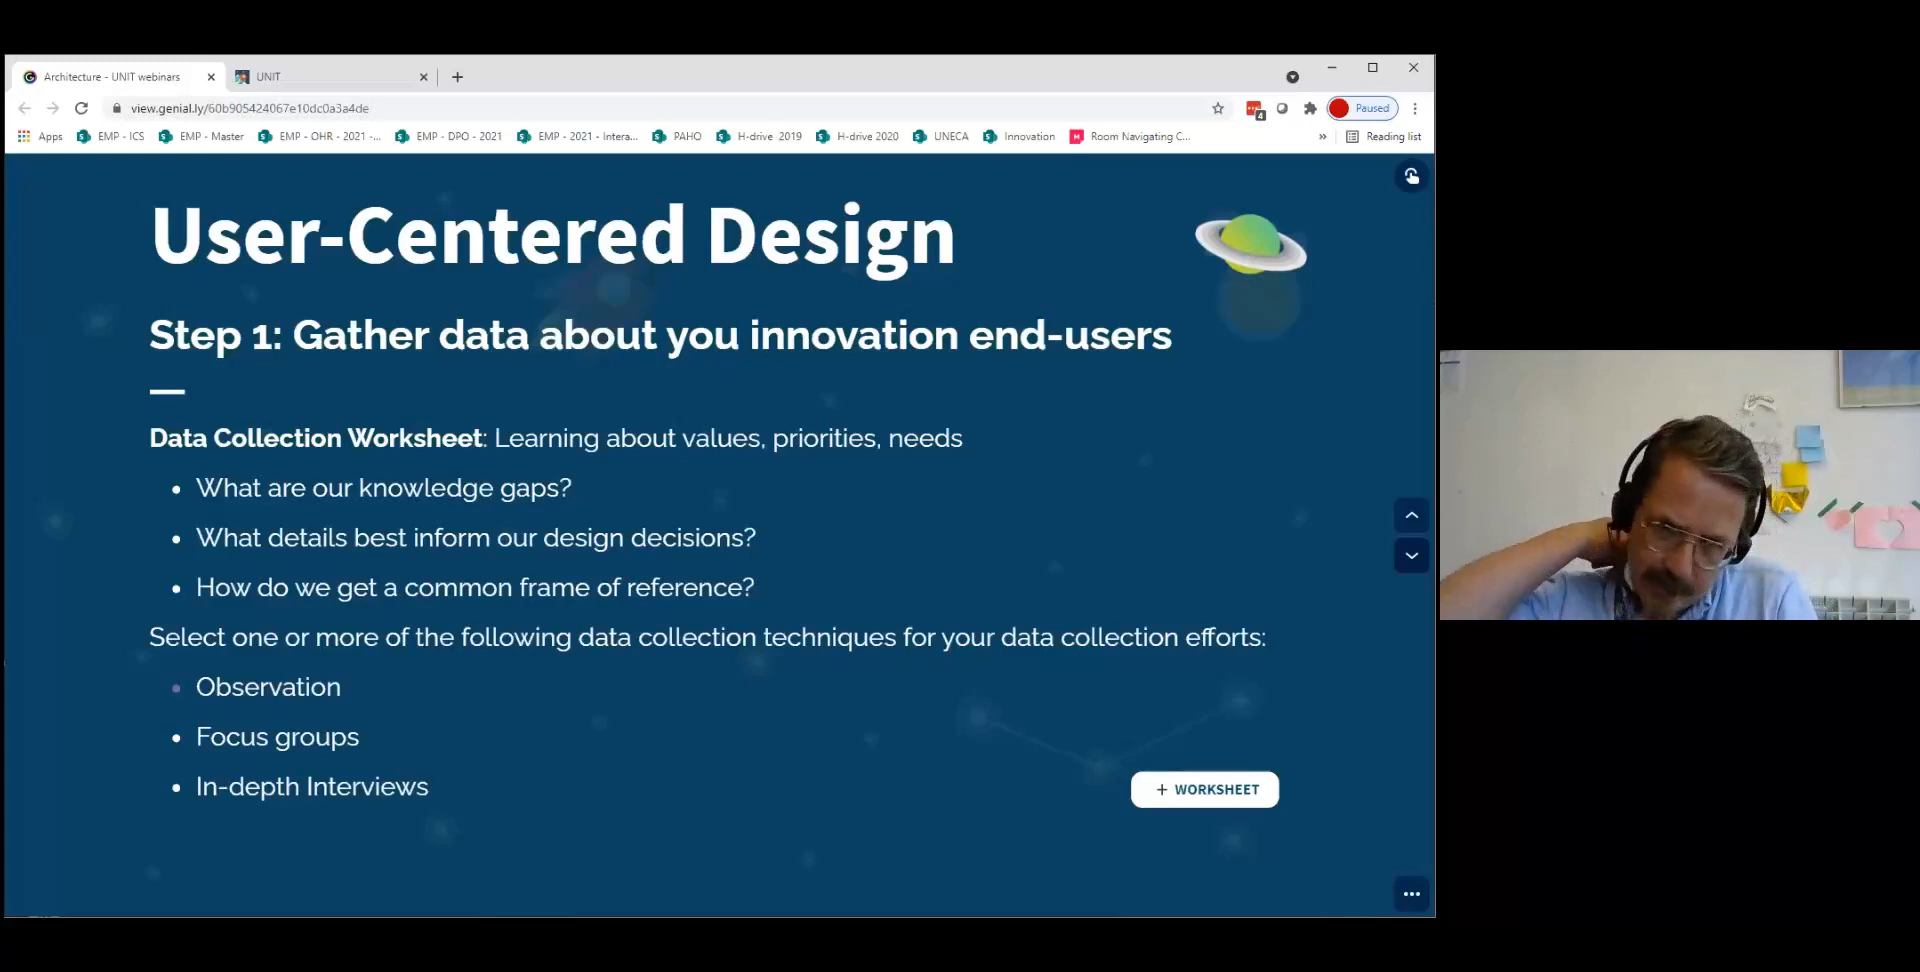 Architecture - UNIT webinars
UNIT
view.genial.ly/60b905424067e10dc0a3a4de
4
Paused
Apps
EMP - ICS
EMP - Master
EMP - OHR - 2021 -...
EMP - DPO - 2021
EMP - 2021 - Intera...
PAHO
H-drive 2019
H-drive 2020
UNECA
Innovation
Room Navigating C...
»
Reading list
User-Centered Design
Step 1: Gather data about you innovation end-users
Data Collection Worksheet: Learning about values, priorities, needs
• What are our knowledge gaps?
• What details best inform our design decisions?
• How do we get a common frame of reference?
Select one or more of the following data collection techniques for your data collection efforts:
• Observation
• Focus groups
• In-depth Interviews
+ WORKSHEET